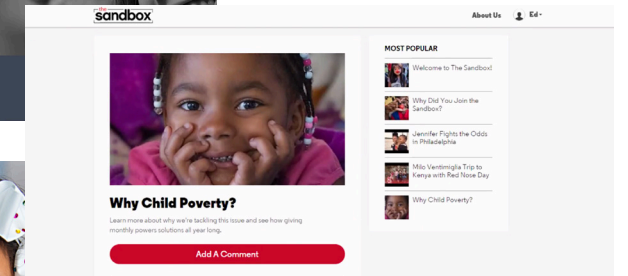 the
sandbox
About Us
Ed
MOST POPULAR
Welcome to The Sandbox!
Why Did You Join the
Sandbox?
Jennifer Fights the Odds
in Philadelphia
Milo Ventimiglia Trip to
Kenya with Red Nose Day
Why Child Poverty?
Why Child Poverty?
Learn more about why we're tackling this issue and see how giving
monthly powers solutions all year long.
Add A Comment